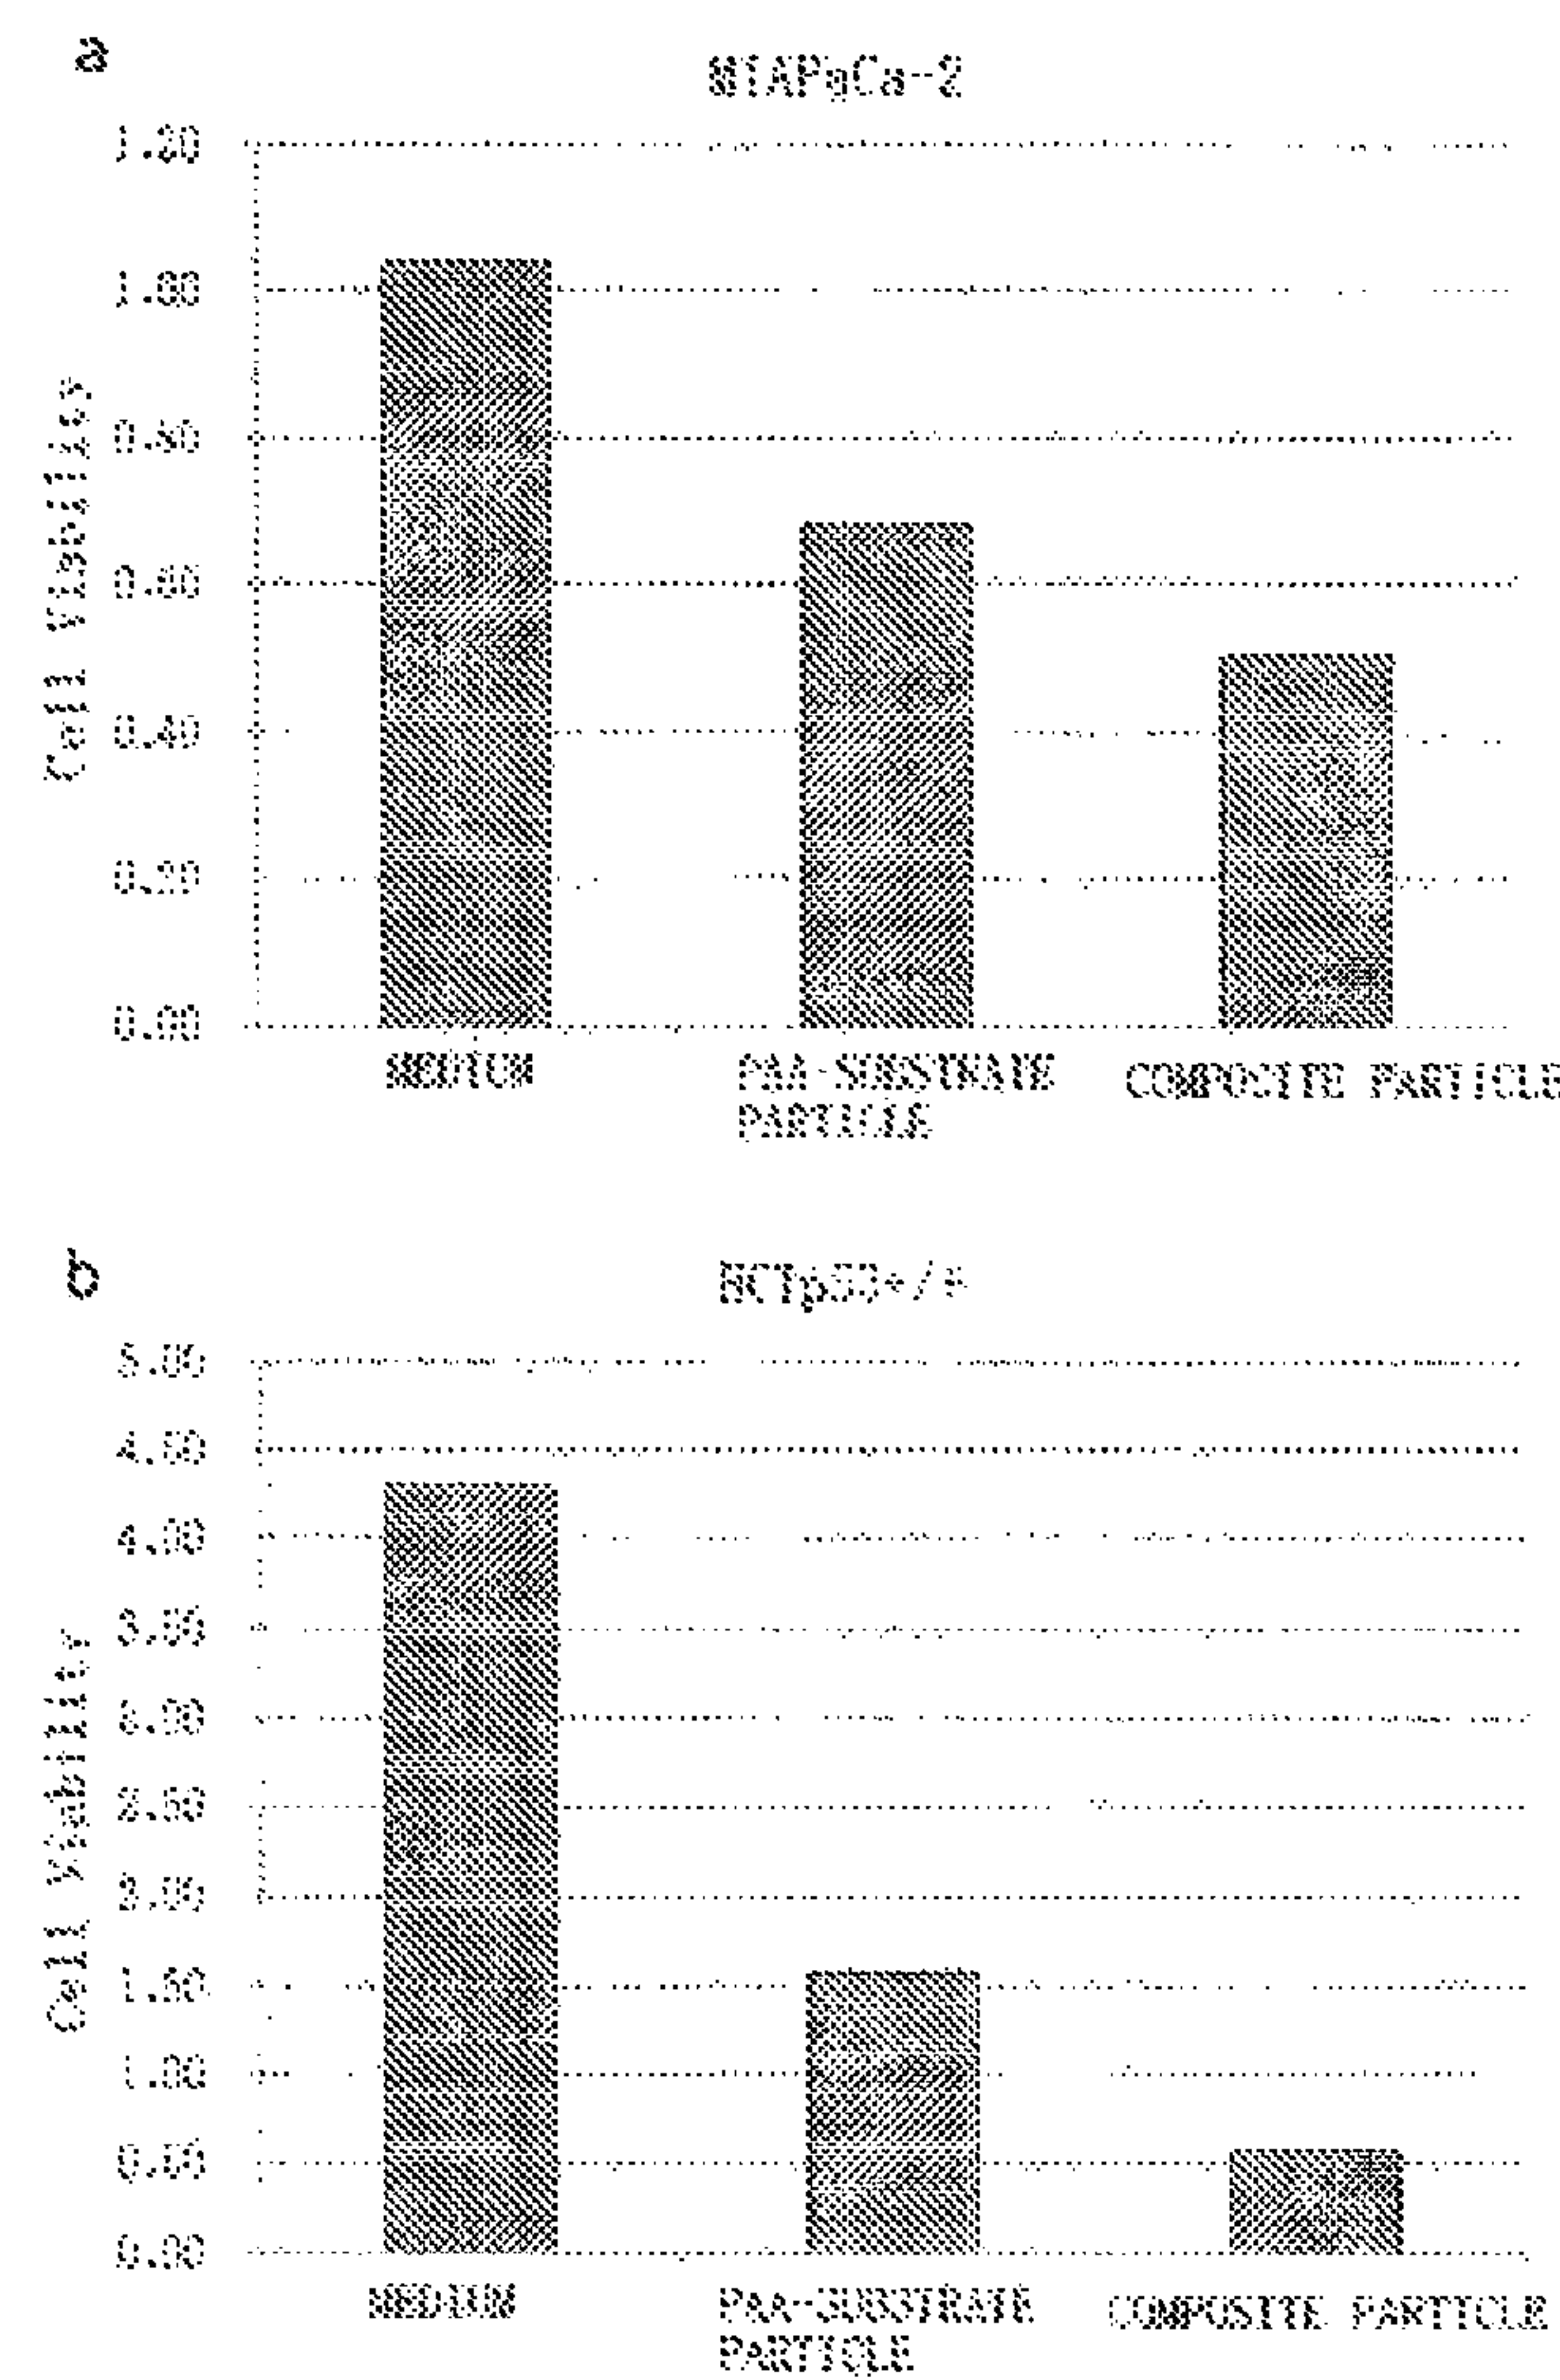 a
MIAPaCa-2
1.20
1.00
0.80
0.60
0.40
0.20
0.00
Cell Viability
MEDIUM
PAA-SUBSTRATE
PARTICLE
COMPOSITE PARTICLE
b
HCTp53+/+
5.00
4.50
4.00
3.50
3.00
2.50
2.00
1.50
1.00
0.50
0.00
Cell Viability
MEDIUM
PAA-SUBSTRATE
PARTICLE
COMPOSITE PARTICLE